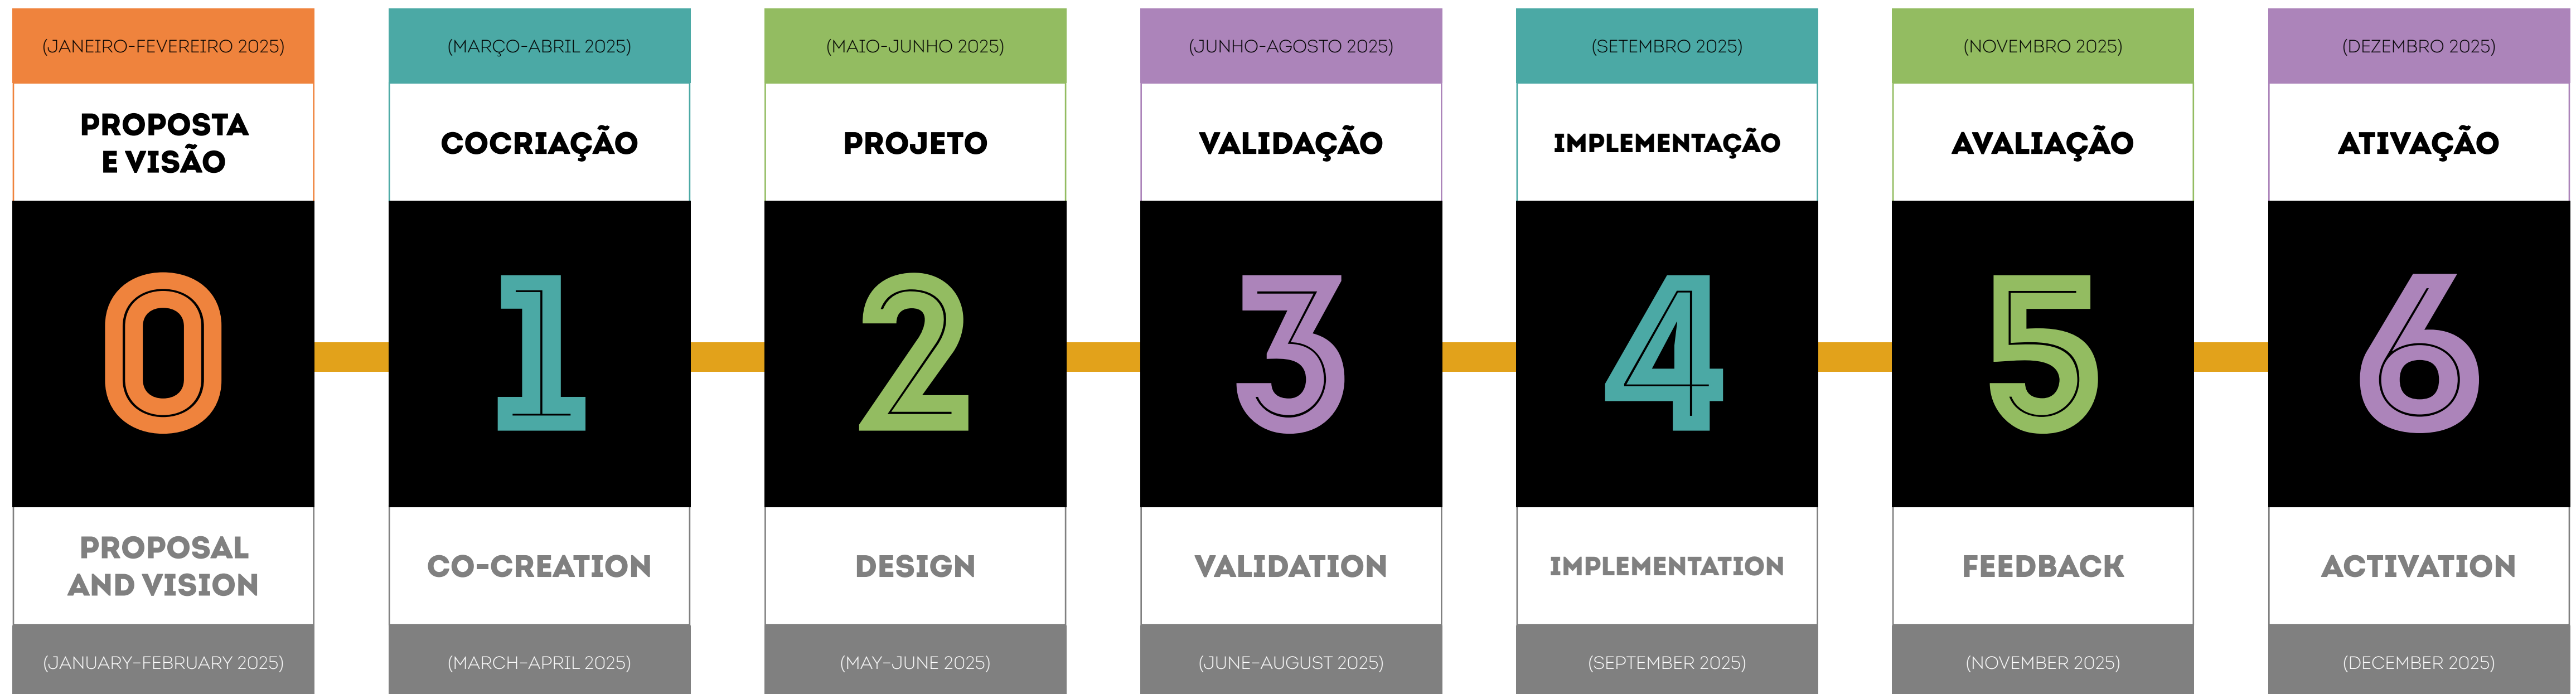 (JANEIRO-FEVEREIRO 2025)
PROPOSTA
E VISÃO
0
PROPOSAL
AND VISION
(JANUARY-FEBRUARY 2025)
(MARÇO-ABRIL 2025)
COCRIAÇÃO
1
CO-CREATION
(MARCH-APRIL 2025)
(MAIO-JUNHO 2025)
PROJETO
2
DESIGN
(MAY-JUNE 2025)
(JUNHO-AGOSTO 2025)
VALIDAÇÃO
3
VALIDATION
(JUNE-AUGUST 2025)
(SETEMBRO 2025)
IMPLEMENTAÇÃO
4
IMPLEMENTATION
(SEPTEMBER 2025)
(NOVEMBRO 2025)
AVALIAÇÃO
5
FEEDBACK
(NOVEMBER 2025)
(DEZEMBRO 2025)
ATIVAÇÃO
6
ACTIVATION
(DECEMBER 2025)